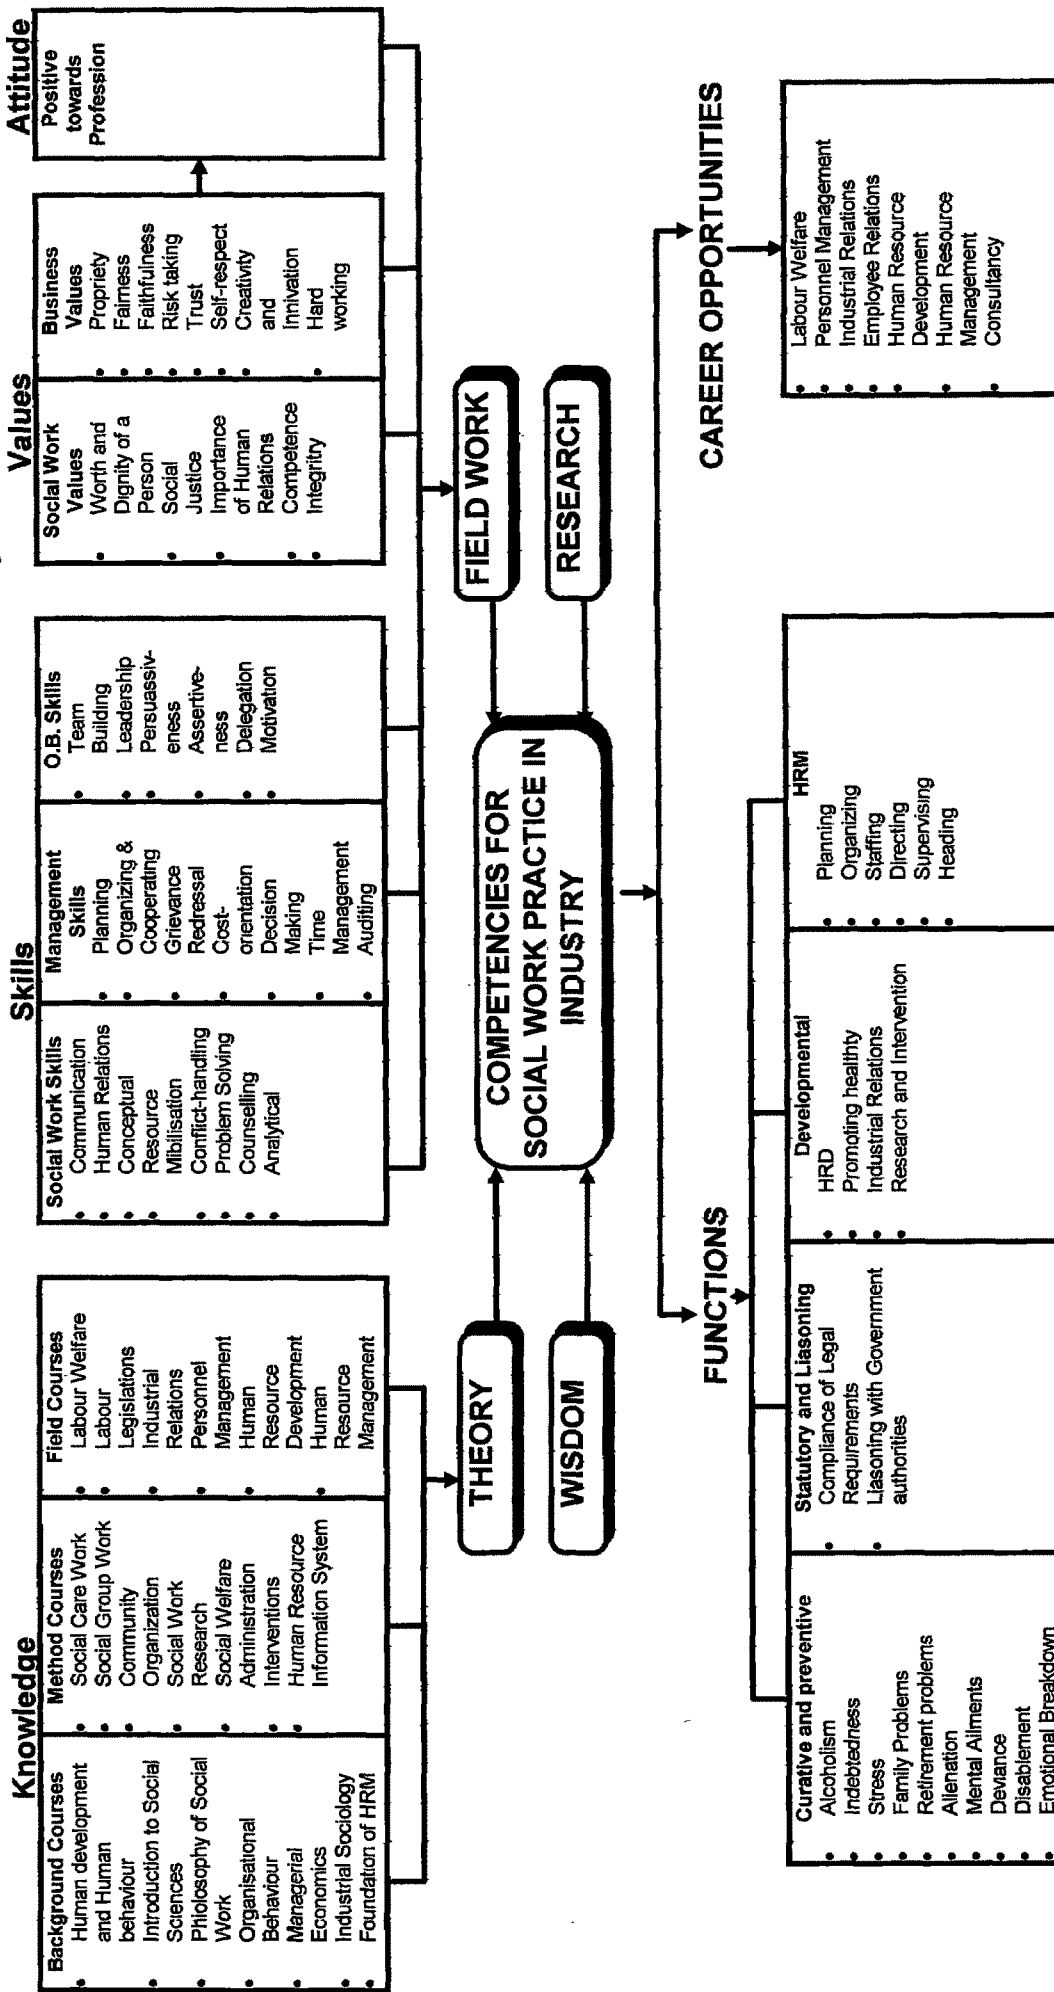 Knowledge
Background Courses
Human development
and Human
behaviour
Introduction to Social
Sciences
Phiolosophy of Social
Work
Organisational
Behaviour
Managerial
Economics
Industrial Sociology
Foundation of HRM
Method Courses
Social Care Work
Social Group Work
Community
Organization
Social Work
Research
Social Welfare
Administration
Interventions
Human Resource
Information System
Field Courses
Labour Welfare
Labour
Legislations
Industrial
Relations
Personnel
Management
Human
Resource
Development
Human
Resource
Management
Skills
Social Work Skills
Communication
Human Relations
Conceptual
Resource
Mibilisation
Conflict-handling
Problem Solving
Counselling
Analytical
Management
Skills
Planning
Organizing &
Cooperating
Grievance
Redressal
Cost-
orientation
Decision
Making
Time
Management
Auditing
O.B. Skills
Team
Building
Leadership
Persuassiv-
eness
Assertive-
ness
Delegation
Motivation
Values
Social Work
Values
Worth and
Dignity of a
Person
Social
Justice
Importance
of Human
Relations
Competence
Integritry
Business
Values
Propriety
Fairness
Faithfulness
Risk taking
Trust
Self-respect
Creativity
and
Innivation
Hard
working
Attitude
Positive
towards
Profession
THEORY
WISDOM
COMPETENCIES FOR
SOCIAL WORK PRACTICE IN
INDUSTRY
FIELD WORK
RESEARCH
FUNCTIONS
Curative and preventive
Alcoholism
Indebtedness
Stress
Family Problems
Retirement problems
Allenation
Mental Ailments
Deviance
Disablement
Emotional Breakdown
Statutory and Liasoning
Compliance of Legal
Requirements
Liasoning with Government
authorities
Developmental
HRD
Promoting healthty
Industrial Relations
Research and Intervention
HRM
Planning
Organizing
Staffing
Directing
Supervising
Heading
CAREER OPPORTUNITIES
Labour Welfare
Personnel Management
Industrial Relations
Employee Relations
Human Resource
Development
Human Resource
Management
Consultancy